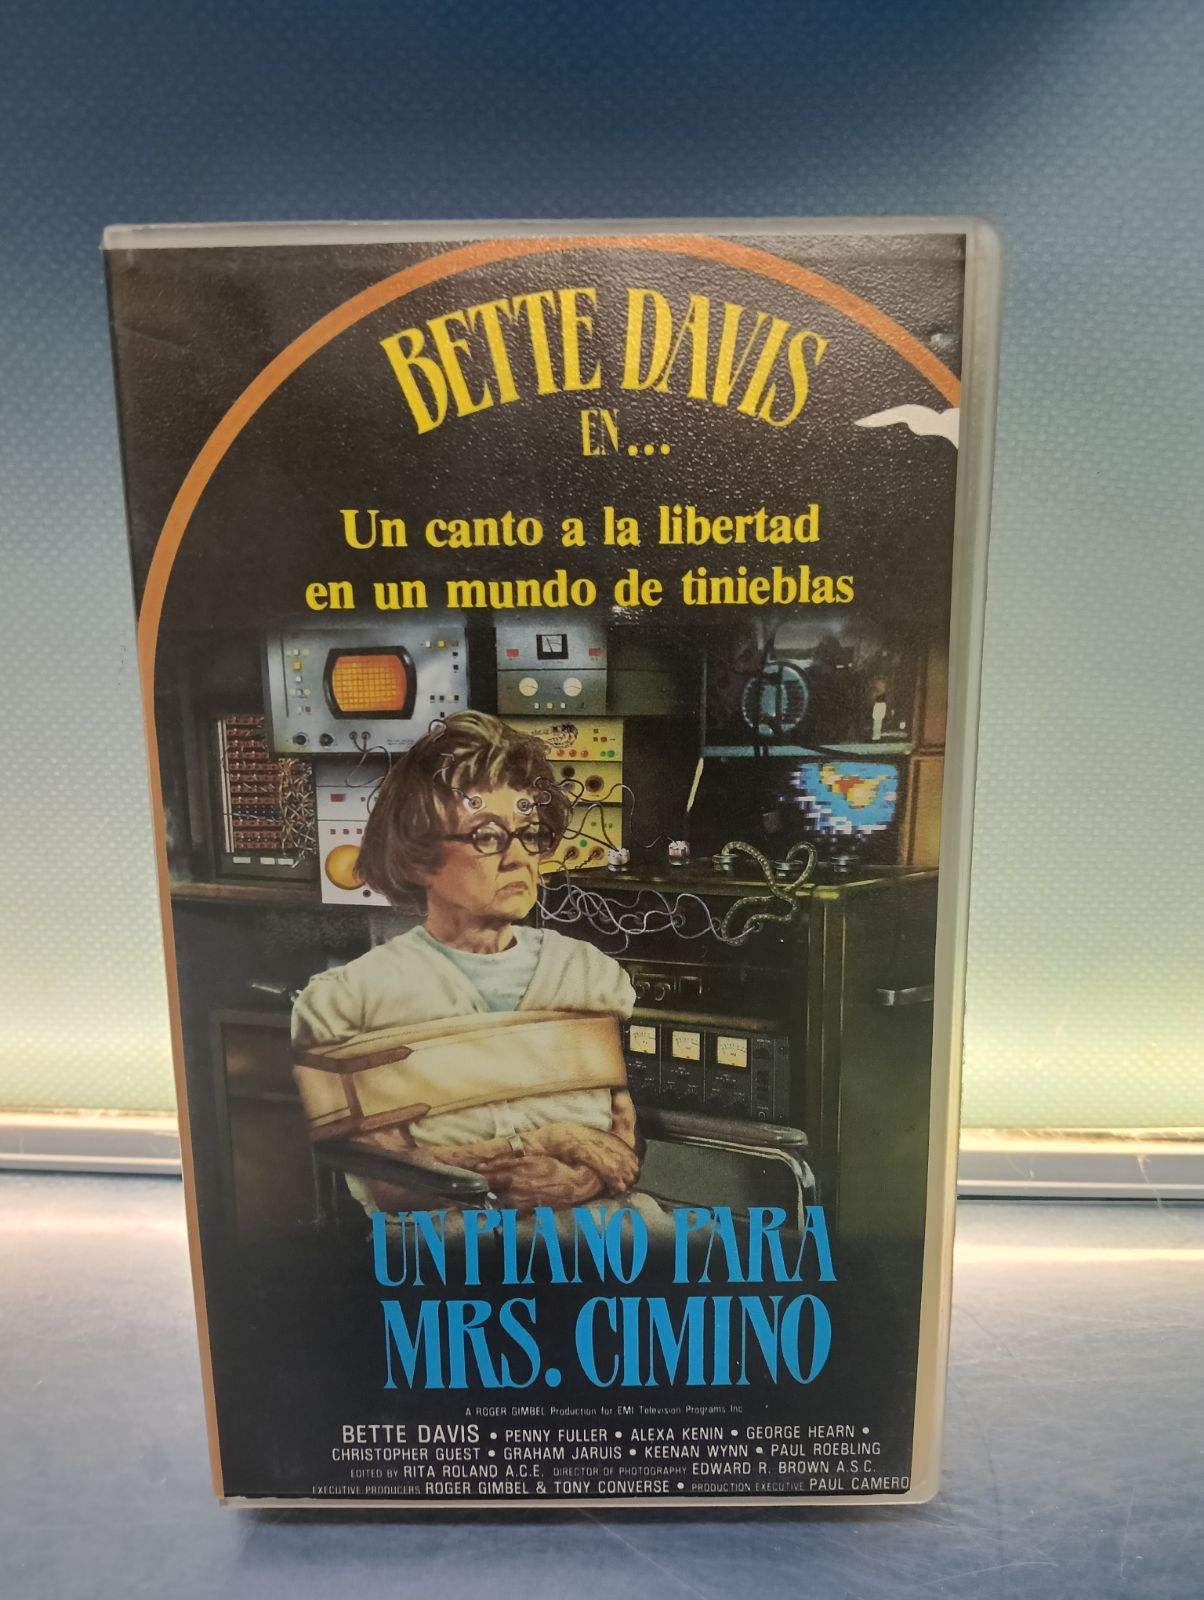 BETTE DAVIS
EN...
Un canto a la libertad
en un mundo de tinieblas
UN PIANO PARA
MRS. CIMINO
A ROGER GIMBEL Production for EMI Television Programs Inc
BETTE DAVIS • PENNY FULLER • ALEXA KENIN • GEORGE HEARN •
CHRISTOPHER GUEST • GRAHAM JARUIS • KEENAN WYNN • PAUL ROEBLING
EDITED BY RITA ROLAND A.C.E. DIRECTOR OF PHOTOGRAPHY EDWARD R. BROWN A.S.C.
EXECUTIVE PRODUCERS ROGER GIMBEL & TONY CONVERSE • PRODUCTION EXECUTIVE PAUL CAMERO